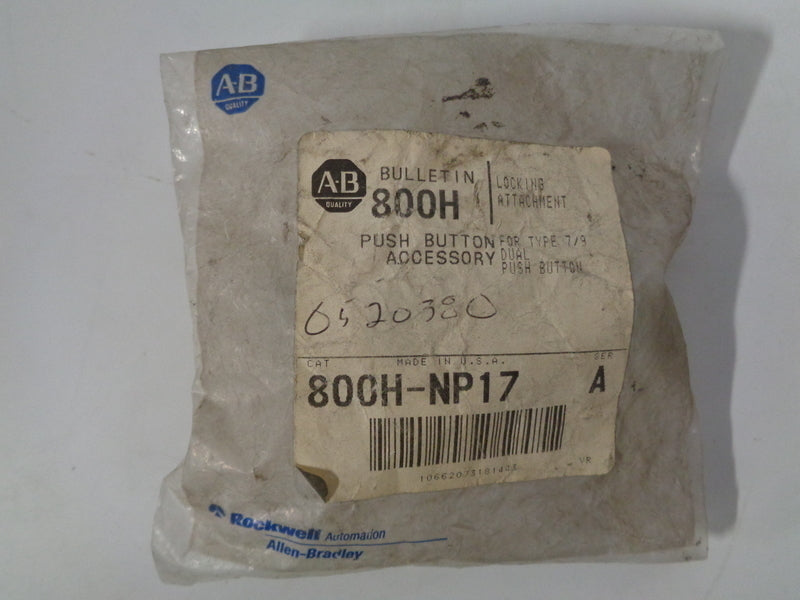 A-B
QUALITY
A-B
QUALITY
BULLETIN
800H
LOCKING
ATTACHMENT
PUSH BUTTON
ACCESSORY
FOR TYPE 7/9
DUAL
PUSH BUTTON
6520380
CAT MADE IN U.S.A. SER
800H-NP17 A
VR
Rockwell Automation
Allen-Bradley